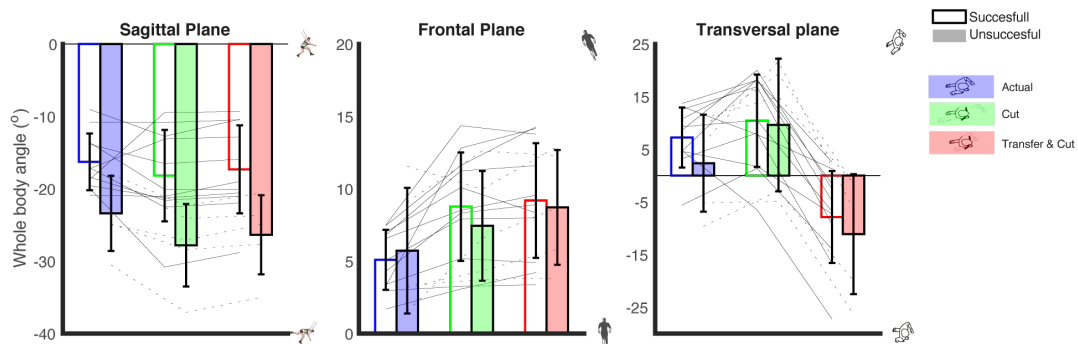 Sagittal Plane
Frontal Plane
Transversal plane
Succesfull
Unsuccesful
Actual
Cut
Transfer & Cut
Whole body angle (°)
0
-10
-20
-30
-40
20
15
10
5
0
25
15
5
-5
-15
-25